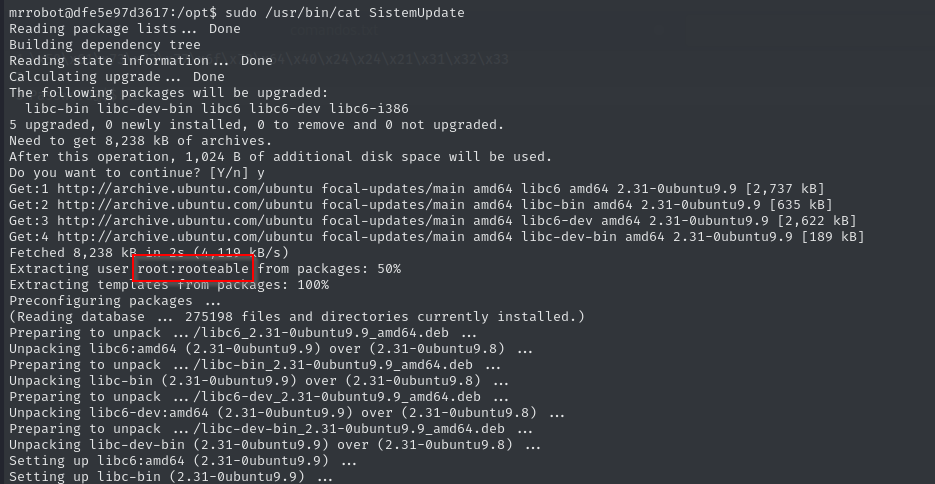 mrrobot@dfe5e97d3617:/opt$ sudo /usr/bin/cat SistemUpdate
Reading package lists... Done
Building dependency tree
Reading state information... Done
Calculating upgrade... Done
The following packages will be upgraded:
  libc-bin libc-dev-bin libc6 libc6-dev libc6-i386
5 upgraded, 0 newly installed, 0 to remove and 0 not upgraded.
Need to get 8,238 kB of archives.
After this operation, 1,024 B of additional disk space will be used.
Do you want to continue? [Y/n] y
Get:1 http://archive.ubuntu.com/ubuntu focal-updates/main amd64 libc6 amd64 2.31-0ubuntu9.9 [2,737 kB]
Get:2 http://archive.ubuntu.com/ubuntu focal-updates/main amd64 libc-bin amd64 2.31-0ubuntu9.9 [635 kB]
Get:3 http://archive.ubuntu.com/ubuntu focal-updates/main amd64 libc6-dev amd64 2.31-0ubuntu9.9 [2,622 kB]
Get:4 http://archive.ubuntu.com/ubuntu focal-updates/main amd64 libc-dev-bin amd64 2.31-0ubuntu9.9 [189 kB]
Fetched 8,238 kB in 2s (4,119 kB/s)
Extracting user root:rooteable from packages: 50%
Extracting templates from packages: 100%
Preconfiguring packages ...
(Reading database ... 275198 files and directories currently installed.)
Preparing to unpack .../libc6_2.31-0ubuntu9.9_amd64.deb ...
Unpacking libc6:amd64 (2.31-0ubuntu9.9) over (2.31-0ubuntu9.8) ...
Preparing to unpack .../libc-bin_2.31-0ubuntu9.9_amd64.deb ...
Unpacking libc-bin (2.31-0ubuntu9.9) over (2.31-0ubuntu9.8) ...
Preparing to unpack .../libc6-dev_2.31-0ubuntu9.9_amd64.deb ...
Unpacking libc6-dev:amd64 (2.31-0ubuntu9.9) over (2.31-0ubuntu9.8) ...
Preparing to unpack .../libc-dev-bin_2.31-0ubuntu9.9_amd64.deb ...
Unpacking libc-dev-bin (2.31-0ubuntu9.9) over (2.31-0ubuntu9.8) ...
Setting up libc6:amd64 (2.31-0ubuntu9.9) ...
Setting up libc-bin (2.31-0ubuntu9.9) ...